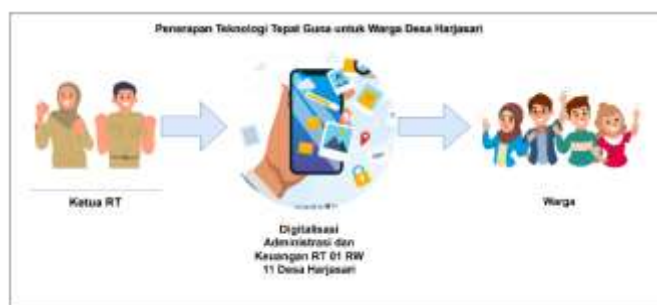 Penerapan Teknologi Tepat Guna untuk Warga Desa Harjasari
Ketua RT
Warga
Digitalisasi
Administrasi dan
Keuangan RT 01 RW
11 Desa Harjasari